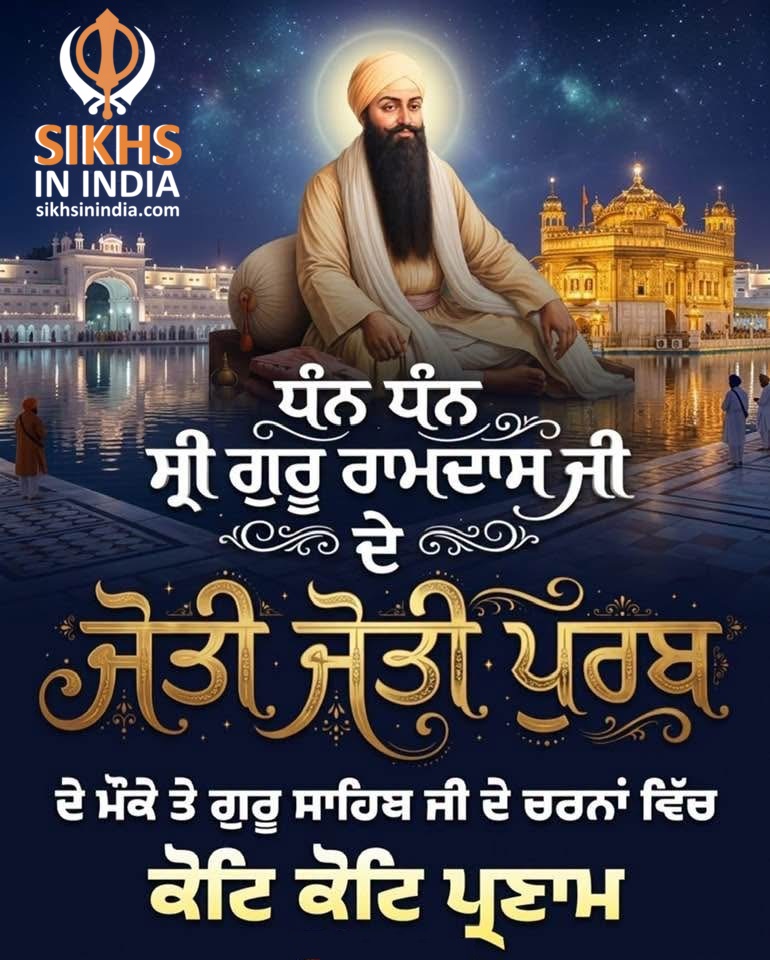 SIKHS
IN INDIA
sikhsinindia.com
ਧੰਨ ਧੰਨ
ਸ੍ਰੀ ਗੁਰੂ ਰਾਮਦਾਸ ਜੀ
ਦੇ
ਜੋਤੀ ਜੋਤੀ ਪੁਰਬ
ਦੇ ਮੌਕੇ ਤੇ ਗੁਰੂ ਸਾਹਿਬ ਜੀ ਦੇ ਚਰਨਾਂ ਵਿੱਚ
ਕੋਟਿ ਕੋਟਿ ਪ੍ਰਣਾਮ